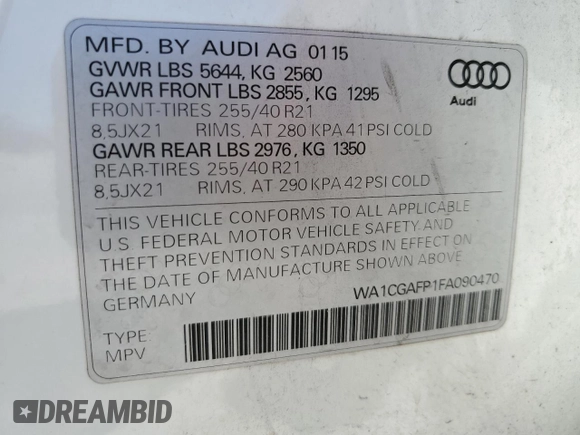 MFD. BY AUDI AG 01 15
GVWR LBS 5644, KG 2560
GAWR FRONT LBS 2855, KG 1295
FRONT-TIRES 255/40 R21
8,5JX21 RIMS, AT 280 KPA 41 PSI COLD
GAWR REAR LBS 2976, KG 1350
REAR-TIRES 255/40 R21
8,5JX21 RIMS, AT 290 KPA 42 PSI COLD
Audi
THIS VEHICLE CONFORMS TO ALL APPLICABLE
U.S. FEDERAL MOTOR VEHICLE SAFETY AND
THEFT PREVENTION STANDARDS IN EFFECT ON
THE DATE OF MANUFACTURE SHOWN ABOVE
/GERMANY
WA1CGAFP1FA090470
TYPE
MPV
DREAMBID